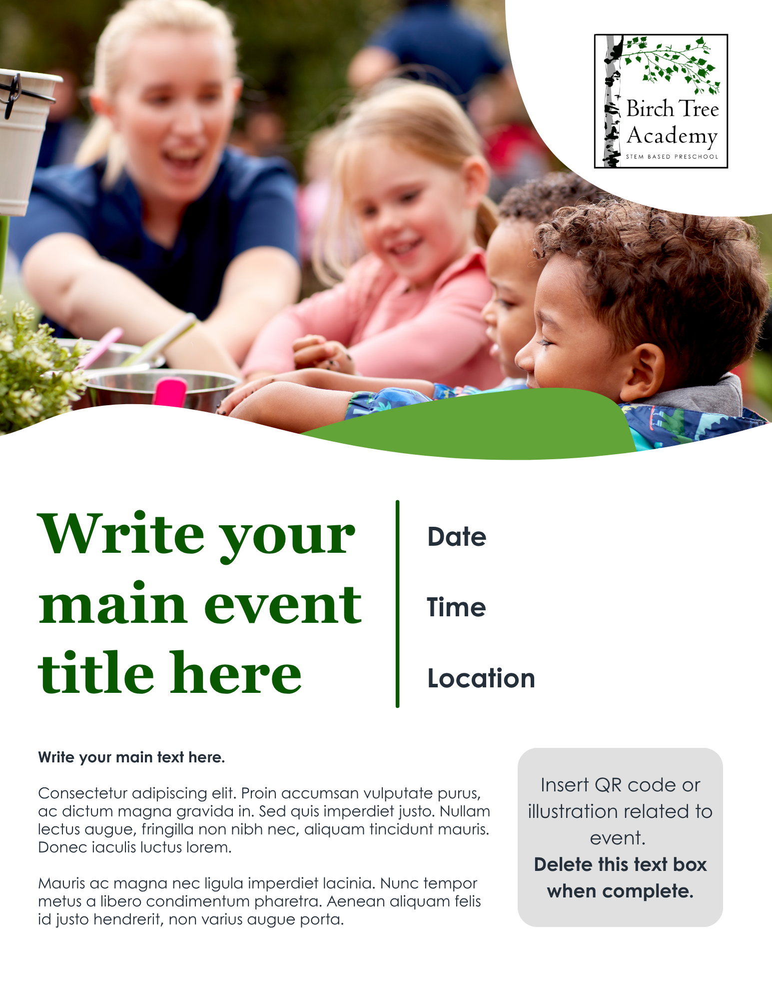 Birch Tree
Academy
STEM BASED PRESCHOOL
Write your
main event
title here
Date
Time
Location
Write your main text here.
Consectetur adipiscing elit. Proin accumsan vulputate purus,
ac dictum magna gravida in. Sed quis imperdiet justo. Nullam
lectus augue, fringilla non nibh nec, aliquam tincidunt mauris.
Donec iaculis luctus lorem.
Mauris ac magna nec ligula imperdiet lacinia. Nunc tempor
metus a libero condimentum pharetra. Aenean aliquam felis
id justo hendrerit, non varius augue porta.
Insert QR code or
illustration related to
event.
Delete this text box
when complete.